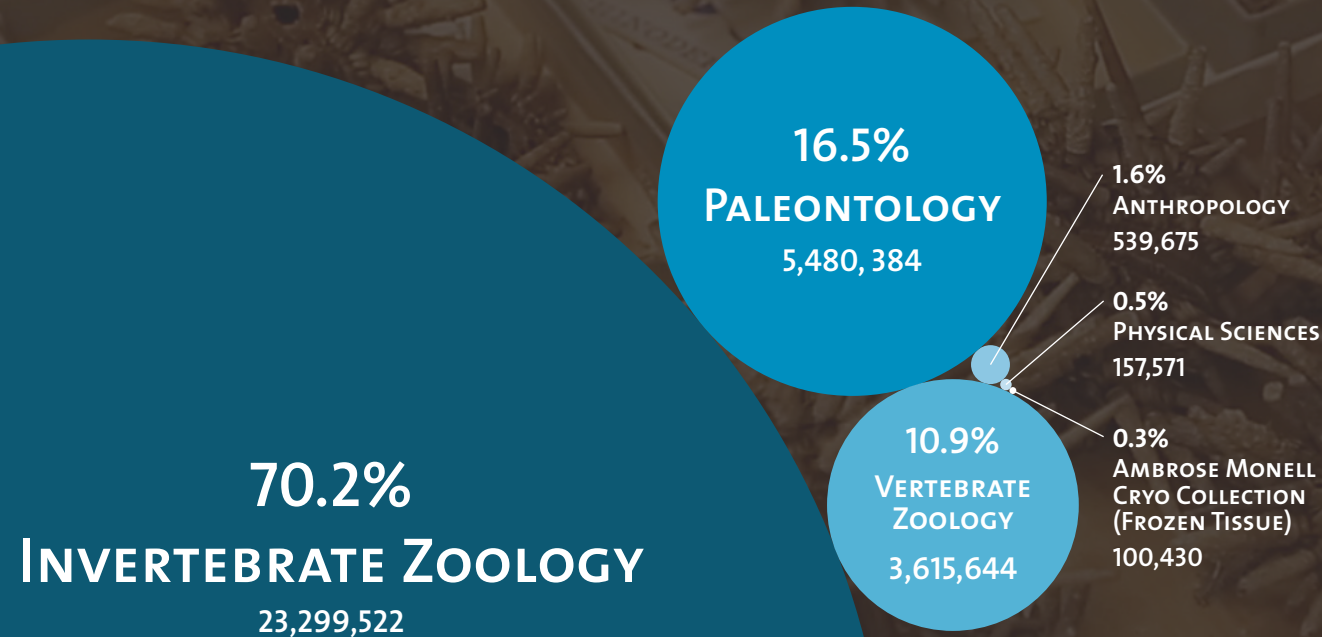 16.5%
Paleontology
5,480, 384
1.6%
Anthropology
539,675
0.5%
Physical Sciences
157,571
10.9%
Vertebrate
Zoology
3,615,644
0.3%
Ambrose Monell
Cryo Collection
(Frozen Tissue)
100,430
70.2%
Invertebrate Zoology
23,299,522